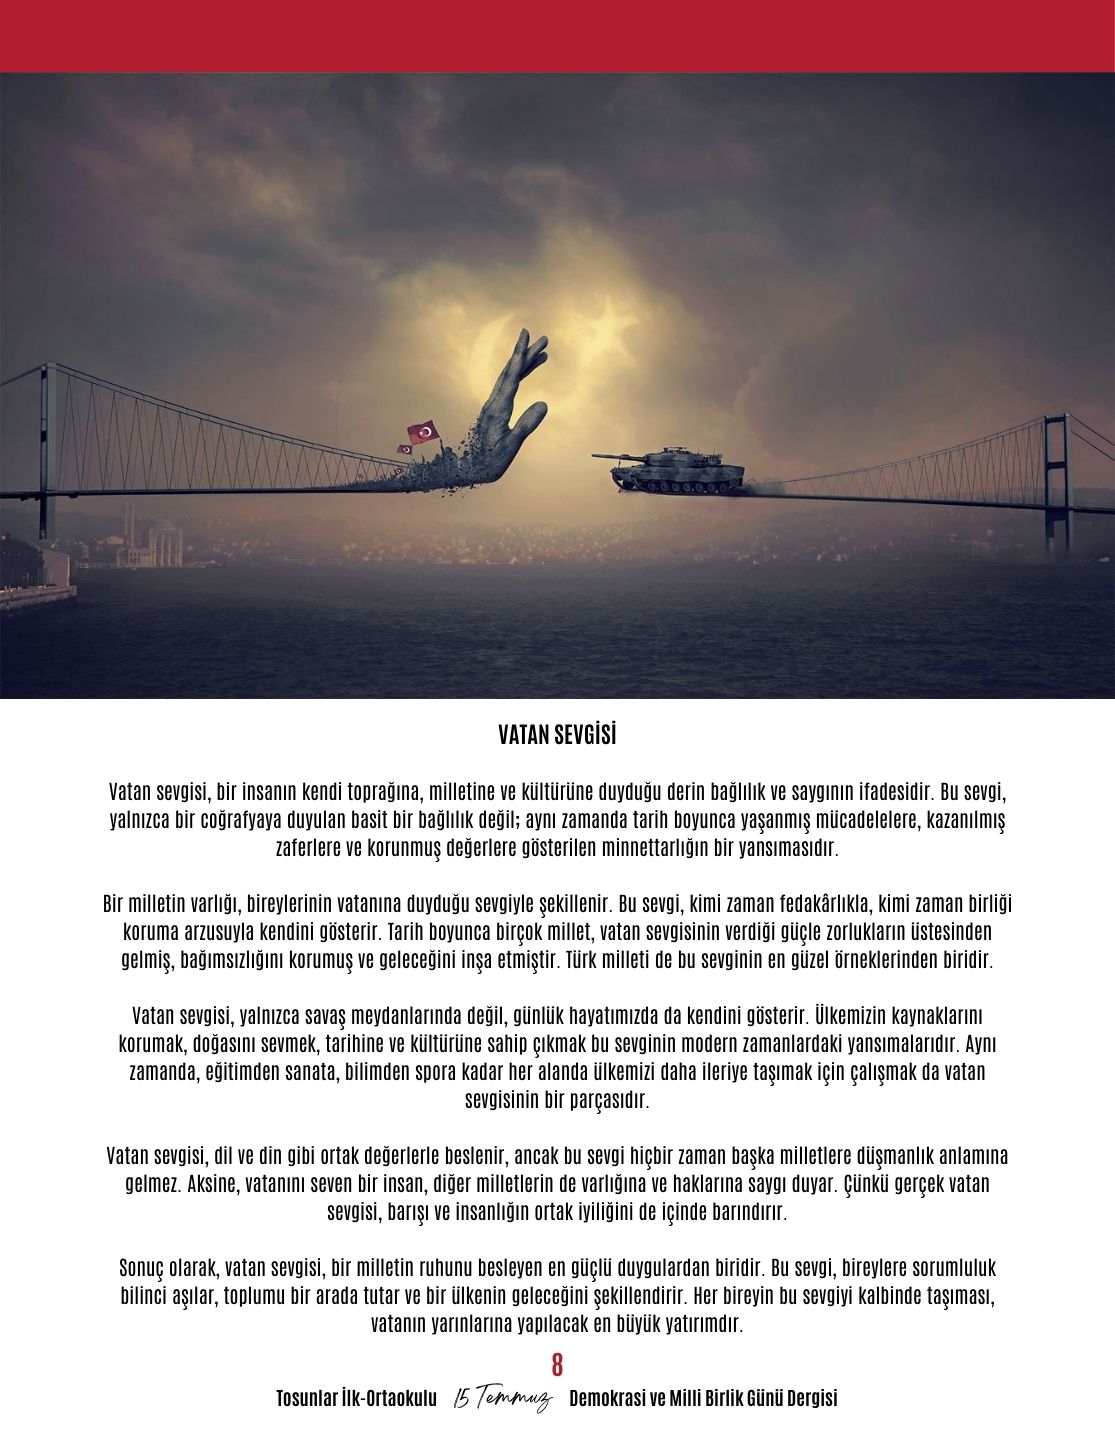 VATAN SEVGİSİ
Vatan sevgisi, bir insanın kendi toprağına, milletine ve kültürüne duyduğu derin bağlılık ve saygının ifadesidir. Bu sevgi,
yalnızca bir coğrafyaya duyulan basit bir bağlılık değil; aynı zamanda tarih boyunca yaşanmış mücadelelere, kazanılmış
zaferlere ve korunmuş değerlere gösterilen minnettarlığın bir yansımasıdır.
Bir milletin varlığı, bireylerinin vatanına duyduğu sevgiyle şekillenir. Bu sevgi, kimi zaman fedakârlıkla, kimi zaman birliği
koruma arzusuyla kendini gösterir. Tarih boyunca birçok millet, vatan sevgisinin verdiği güçle zorlukların üstesinden
gelmiş, bağımsızlığını korumuş ve geleceğini inşa etmiştir. Türk milleti de bu sevginin en güzel örneklerinden biridir.
Vatan sevgisi, yalnızca savaş meydanlarında değil, günlük hayatımızda da kendini gösterir. Ülkemizin kaynaklarını
korumak, doğasını sevmek, tarihine ve kültürüne sahip çıkmak bu sevginin modern zamanlardaki yansımalarıdır. Aynı
zamanda, eğitimden sanata, bilimden spora kadar her alanda ülkemizi daha ileriye taşımak için çalışmak da vatan
sevgisinin bir parçasıdır.
Vatan sevgisi, dil ve din gibi ortak değerlerle beslenir, ancak bu sevgi hiçbir zaman başka milletlere düşmanlık anlamına
gelmez. Aksine, vatanını seven bir insan, diğer milletlerin de varlığına ve haklarına saygı duyar. Çünkü gerçek vatan
sevgisi, barışı ve insanlığın ortak iyiliğini de içinde barındırır.
Sonuç olarak, vatan sevgisi, bir milletin ruhunu besleyen en güçlü duygulardan biridir. Bu sevgi, bireylere sorumluluk
bilinci aşılar, toplumu bir arada tutar ve bir ülkenin geleceğini şekillendirir. Her bireyin bu sevgiyi kalbinde taşıması,
vatanın yarınlarına yapılacak en büyük yatırımdır.
8
Tosunlar İlk-Ortaokulu 15 Temmuz Demokrasi ve Milli Birlik Günü Dergisi